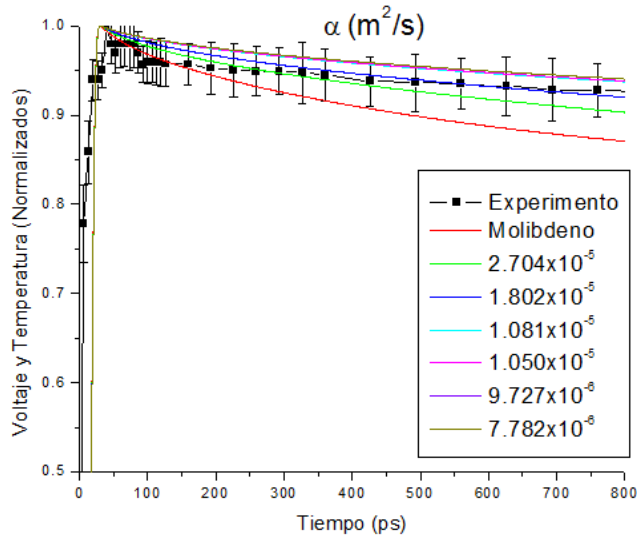 α (m²/s)
Voltaje y Temperatura (Normalizados)
1.0
0.9
0.8
0.7
0.6
0.5
Experimento
Molibdeno
2.704x10⁻⁵
1.802x10⁻⁵
1.081x10⁻⁵
1.050x10⁻⁵
9.727x10⁻⁶
7.782x10⁻⁶
0 100 200 300 400 500 600 700 800
Tiempo (ps)